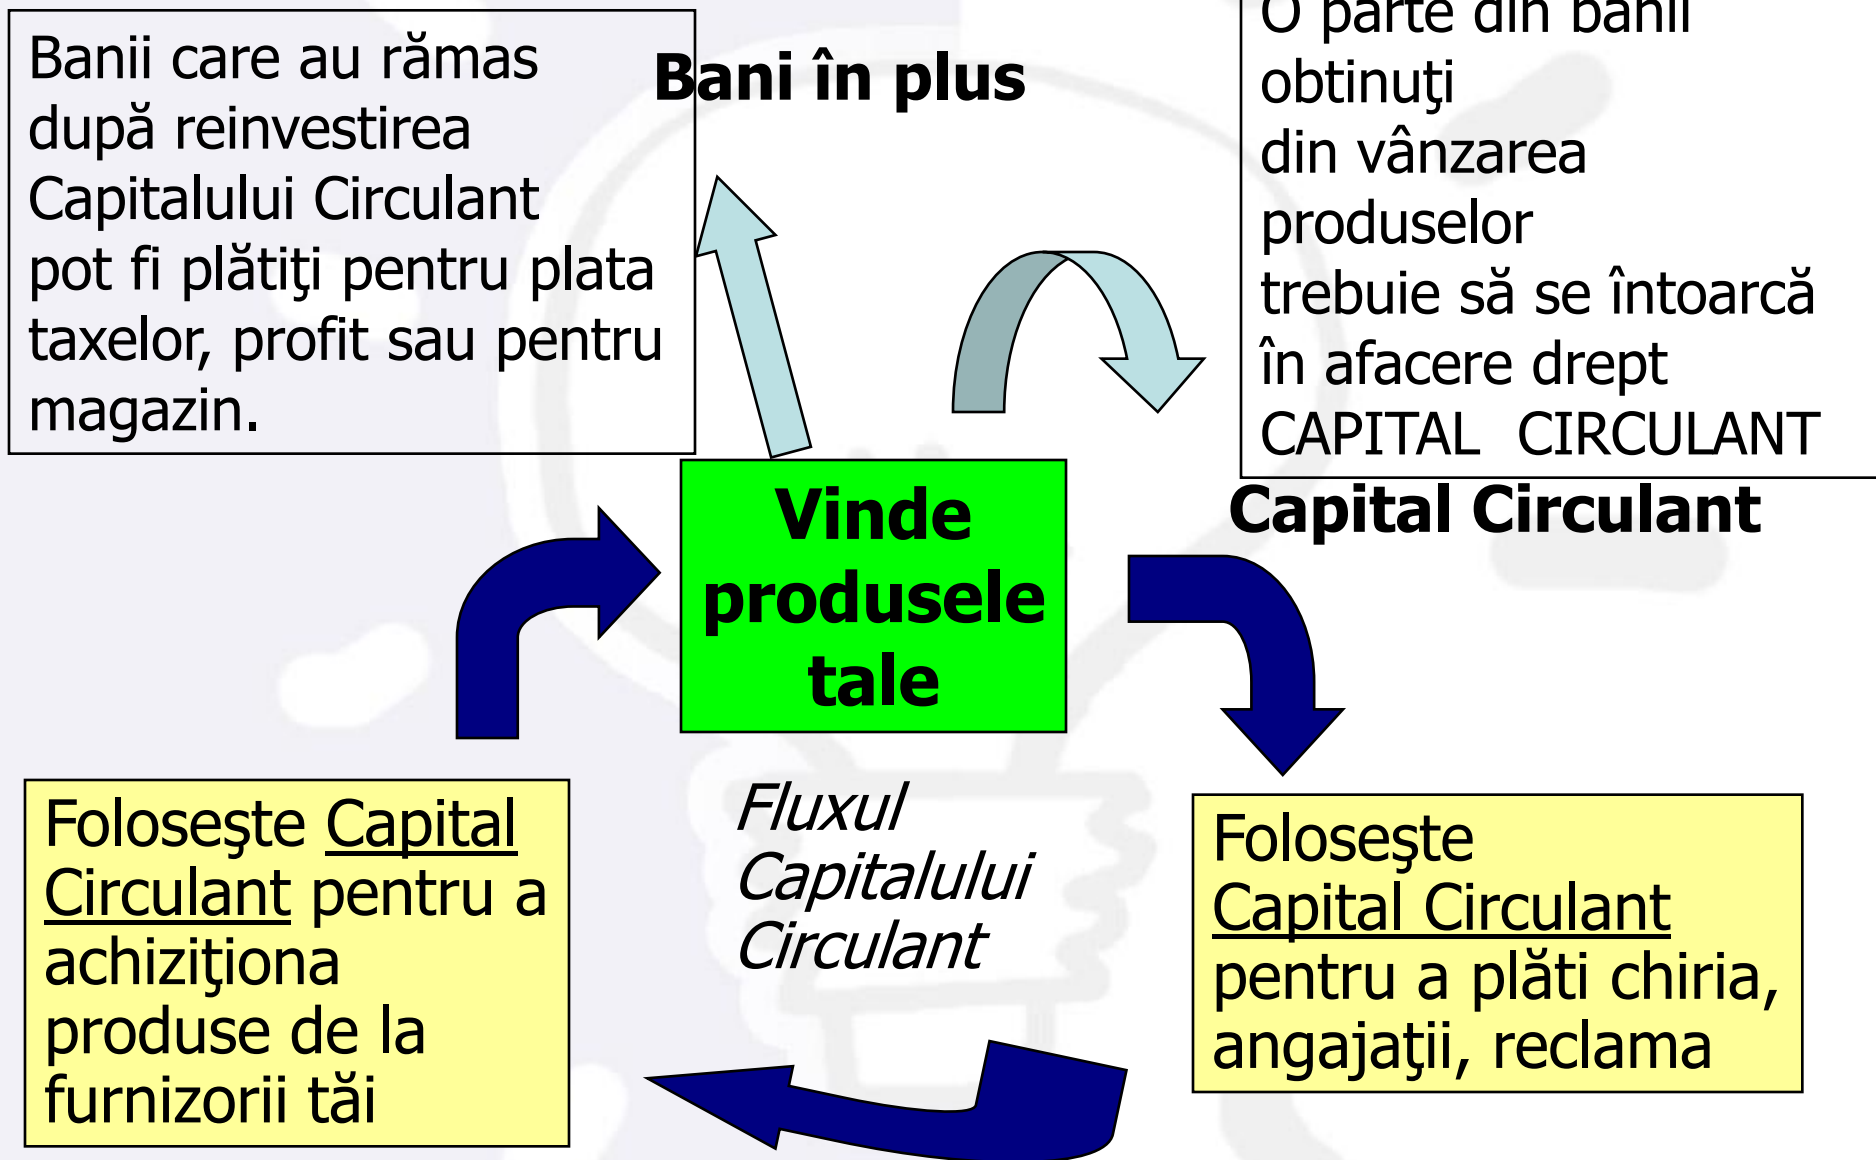 Banii care au rămas
după reinvestirea
Capitalului Circulant
pot fi plătiţi pentru plata
taxelor, profit sau pentru
magazin.
Bani în plus
O parte din banii
obtinuţi
din vânzarea
produselor
trebuie să se întoarcă
în afacere drept
CAPITAL CIRCULANT
Capital Circulant
Vinde
produsele
tale
Foloseşte Capital
Circulant pentru a
achiziţiona
produse de la
furnizorii tăi
Fluxul
Capitalului
Circulant
Foloseşte
Capital Circulant
pentru a plăti chiria,
angajaţii, reclama